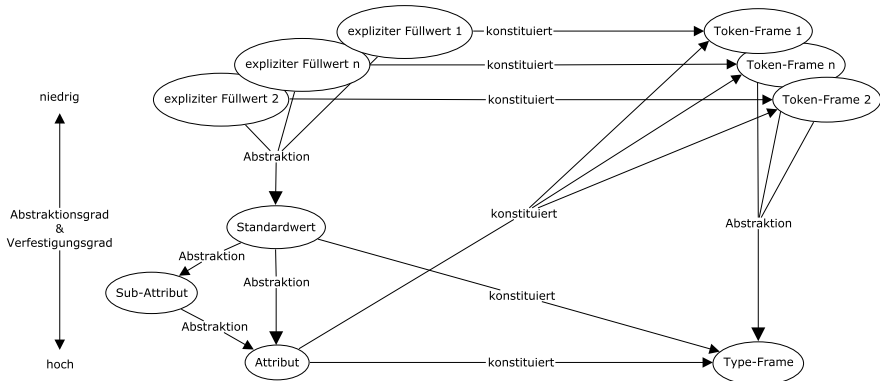 expliziter Füllwert 1
konstituiert
Token-Frame 1
expliziter Füllwert n
konstituiert
Token-Frame n
niedrig
expliziter Füllwert 2
konstituiert
Token-Frame 2
Abstraktion
Abstraktionsgrad
&
Verfestigungsgrad
konstituiert
Standardwert
Abstraktion
Abstraktion
Abstraktion
Sub-Attribut
konstituiert
Abstraktion
hoch
Attribut
konstituiert
Type-Frame